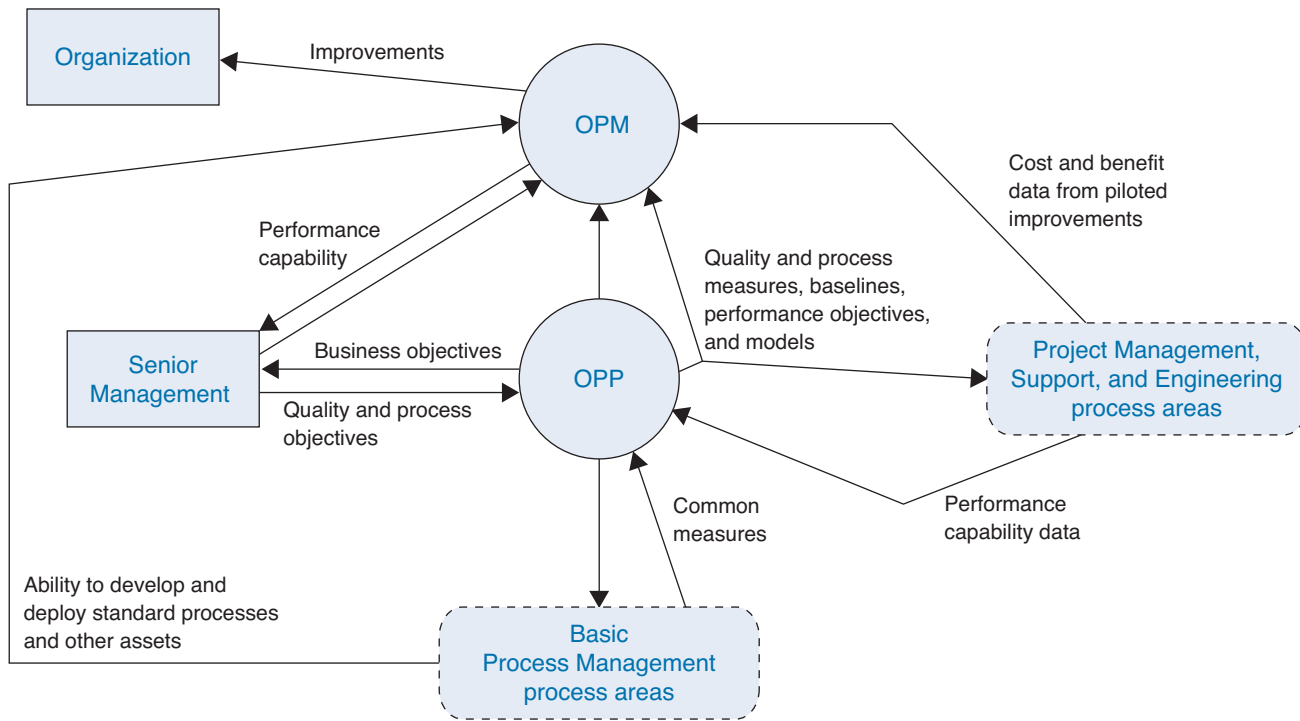 Organization
Improvements
OPM
Cost and benefit
data from piloted
improvements
Performance
capability
Quality and process
measures, baselines,
performance objectives,
and models
Senior
Management
Business objectives
OPP
Quality and process
objectives
Project Management,
Support, and Engineering
process areas
Common
measures
Performance
capability data
Ability to develop and
deploy standard processes
and other assets
Basic
Process Management
process areas